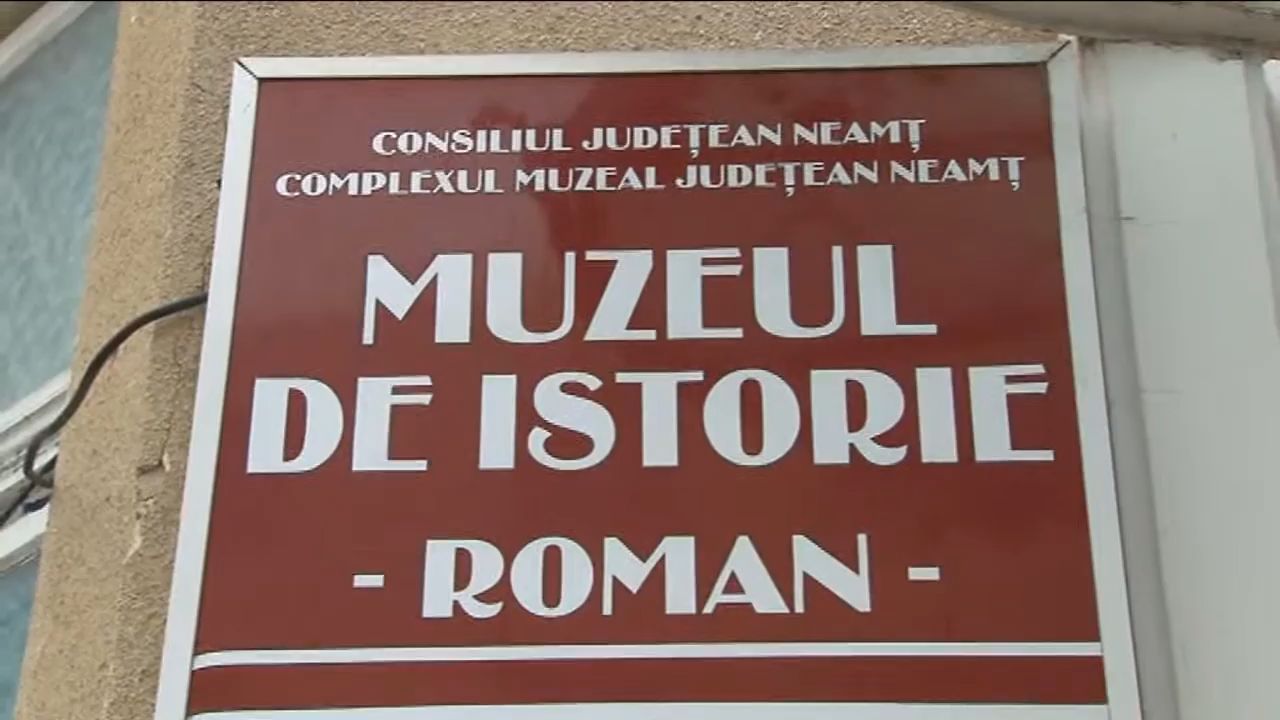 CONSILIUL JUDEȚEAN NEAMȚ
COMPLEXUL MUZEAL JUDEȚEAN NEAMȚ
MUZEUL
DE ISTORIE
- ROMAN -